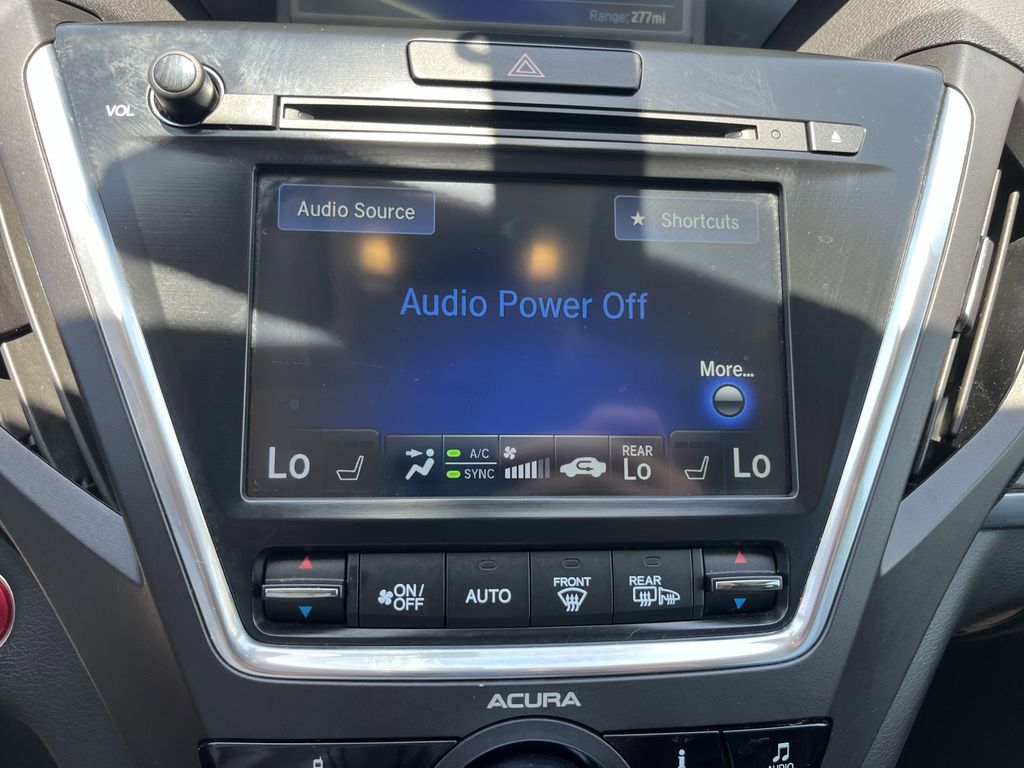 Range: 277mi
VOL
Audio Source
★ Shortcuts
Audio Power Off
More...
Lo
A/C
SYNC
REAR
Lo
Lo
ON/
OFF
AUTO
FRONT
REAR
ACURA
i
AUDIO